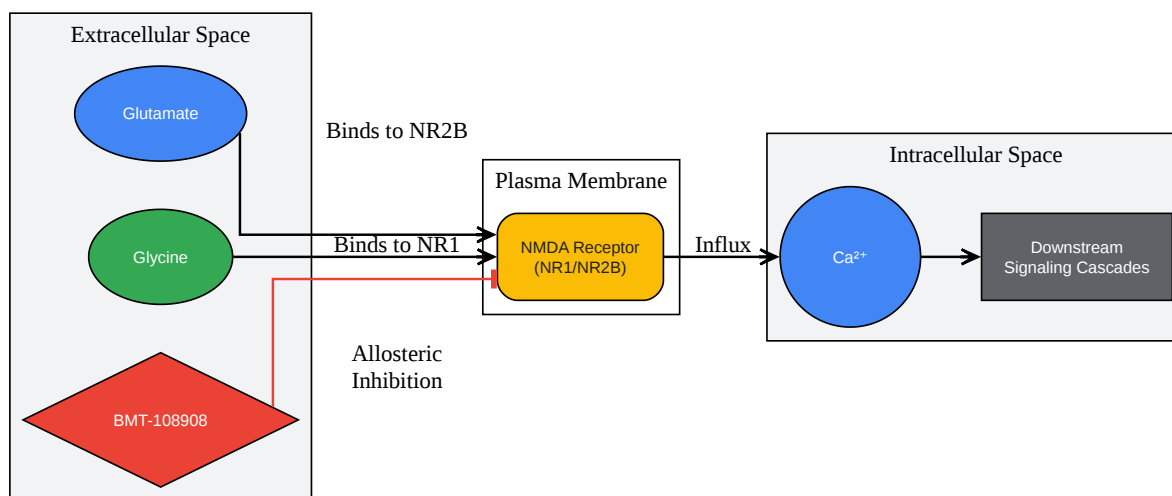 Extracellular Space
Glutamate
Binds to NR2B
Glycine
Binds to NR1
BMT-108908
Allosteric
Inhibition
Plasma Membrane
NMDA Receptor
(NR1/NR2B)
Influx
Intracellular Space
Ca²⁺
Downstream
Signaling Cascades